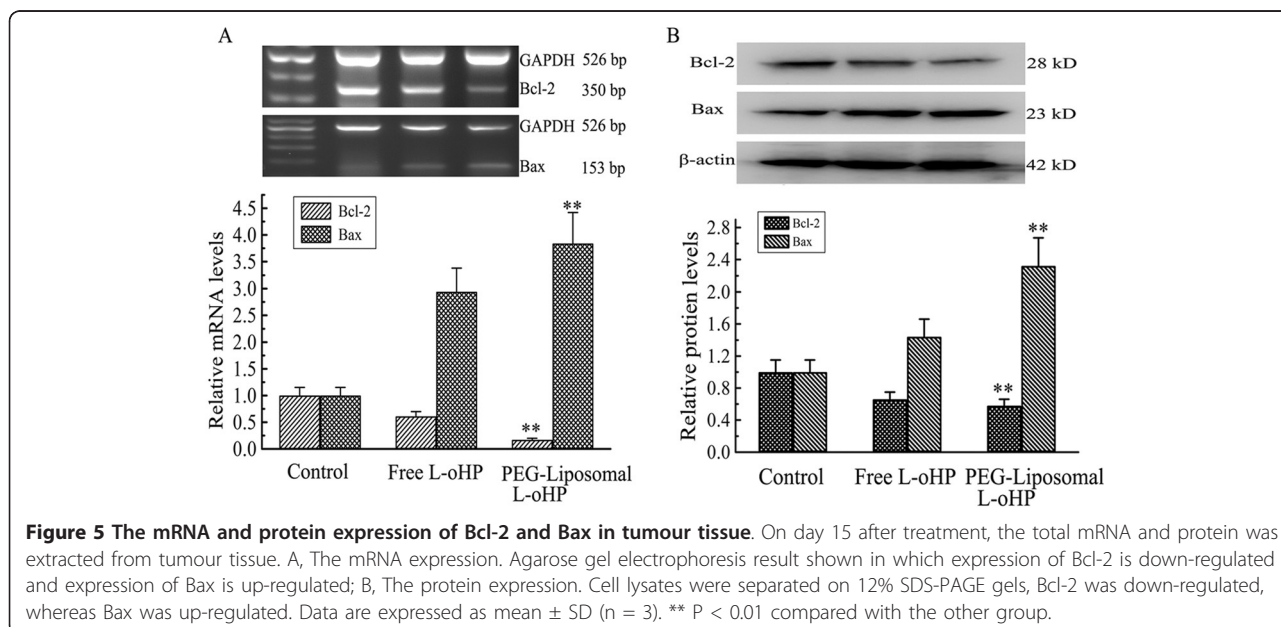 A
GAPDH 526 bp
Bcl-2 350 bp
GAPDH 526 bp
Bax 153 bp
4.5
4.0
3.5
3.0
2.5
2.0
1.5
1.0
0.5
0.0
Relative mRNA levels
Bcl-2
Bax
**
**
Control
Free L-oHP
PEG-Liposomal
L-oHP
B
Bcl-2 28 kD
Bax 23 kD
β-actin 42 kD
2.8
2.4
2.0
1.6
1.2
0.8
0.4
0.0
Relative protien levels
Bcl-2
Bax
**
**
Control
Free L-oHP
PEG-Liposomal
L-oHP
Figure 5 The mRNA and protein expression of Bcl-2 and Bax in tumour tissue. On day 15 after treatment, the total mRNA and protein was
extracted from tumour tissue. A, The mRNA expression. Agarose gel electrophoresis result shown in which expression of Bcl-2 is down-regulated
and expression of Bax is up-regulated; B, The protein expression. Cell lysates were separated on 12% SDS-PAGE gels, Bcl-2 was down-regulated,
whereas Bax was up-regulated. Data are expressed as mean ± SD (n = 3). ** P < 0.01 compared with the other group.